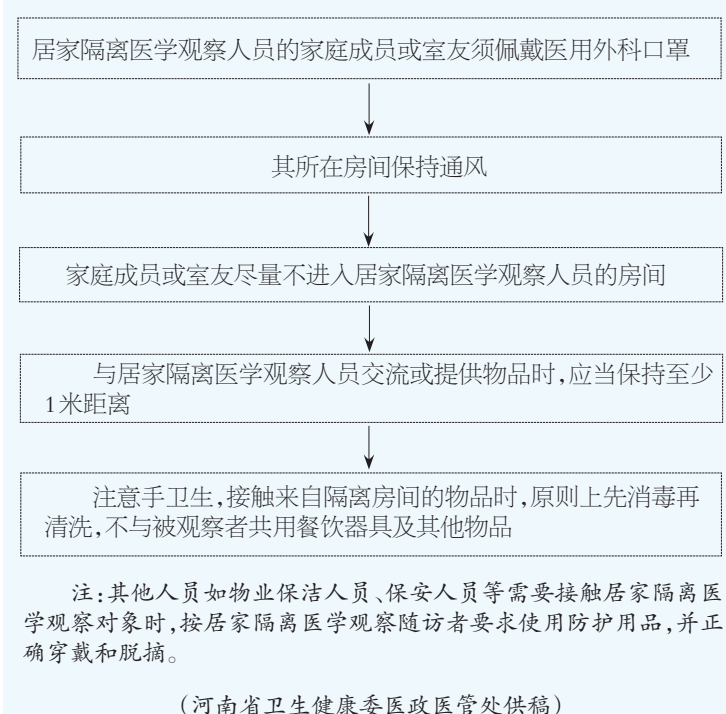 居家隔离医学观察人员的家庭成员或室友须佩戴医用外科口罩
其所在房间保持通风
家庭成员或室友尽量不进入居家隔离医学观察人员的房间
与居家隔离医学观察人员交流或提供物品时,应当保持至少
1米距离
注意手卫生,接触来自隔离房间的物品时,原则上先消毒再
清洗,不与被观察者共用餐饮器具及其他物品
注:其他人员如物业保洁人员、保安人员等需要接触居家隔离医
学观察对象时,按居家隔离医学观察随访者要求使用防护用品,并正
确穿戴和脱摘。
(河南省卫生健康委医政医管处供稿)